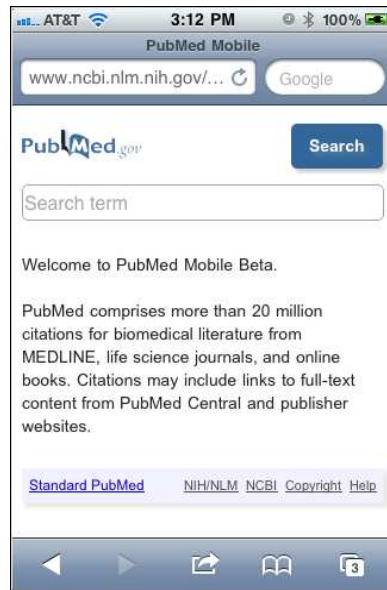 AT&T 3:12 PM 100%
PubMed Mobile
www.ncbi.nlm.nih.gov/... Google
PubMed.gov Search
Search term
Welcome to PubMed Mobile Beta.
PubMed comprises more than 20 million
citations for biomedical literature from
MEDLINE, life science journals, and online
books. Citations may include links to full-text
content from PubMed Central and publisher
websites.
Standard PubMed NIH/NLM NCBI Copyright Help
3